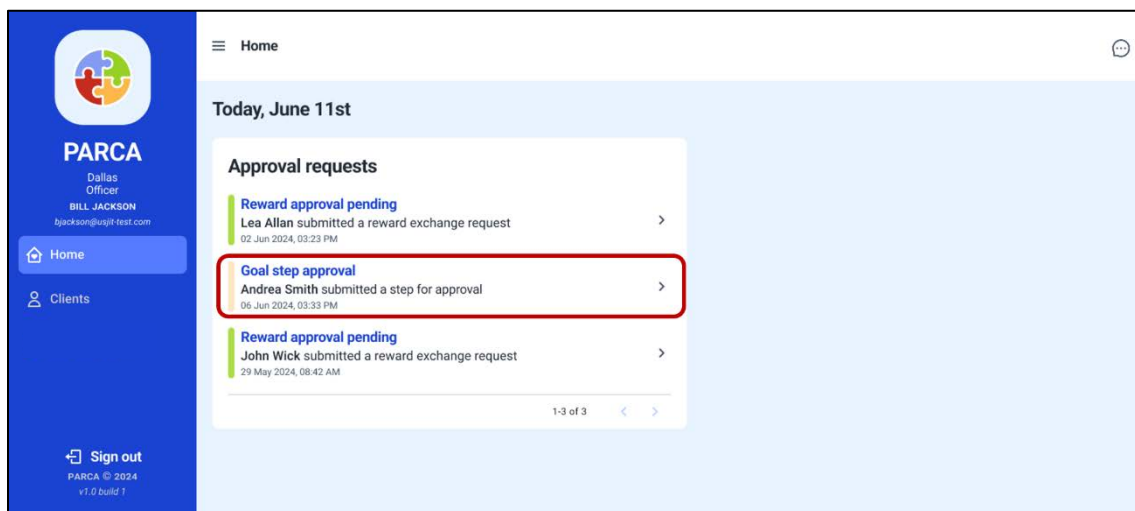 PARCA
Dallas
Officer
BILL JACKSON
bjackson@usjit-test.com
Home
Clients
Sign out
PARCA © 2024
v1.0 build 1
Home
Today, June 11st
Approval requests
Reward approval pending
Lea Allan submitted a reward exchange request
02 Jun 2024, 03:23 PM
Goal step approval
Andrea Smith submitted a step for approval
06 Jun 2024, 03:33 PM
Reward approval pending
John Wick submitted a reward exchange request
29 May 2024, 08:42 AM
1-3 of 3